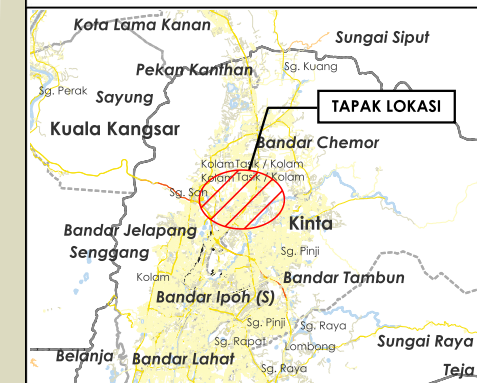 Kota Lama Kanan
Sungai Siput
Pekan Kanthan
Sg. Kuang
Sg. Perak
Sayung
TAPAK LOKASI
Kuala Kangsar
Bandar Chemor
Kolam Tasik / Kolam
Kolam Tasik / Kolam
Sg. San
Kinta
Bandar Jelapang
Senggang
Sg. Pinji
Kolam
Bandar Tambun
Bandar Ipoh (S)
Sg. Pinji
Sg. Raya
Sg. Rapat
Lombong
Sungai Raya
Belanja
Bandar Lahat
Sg. Raya
Teja